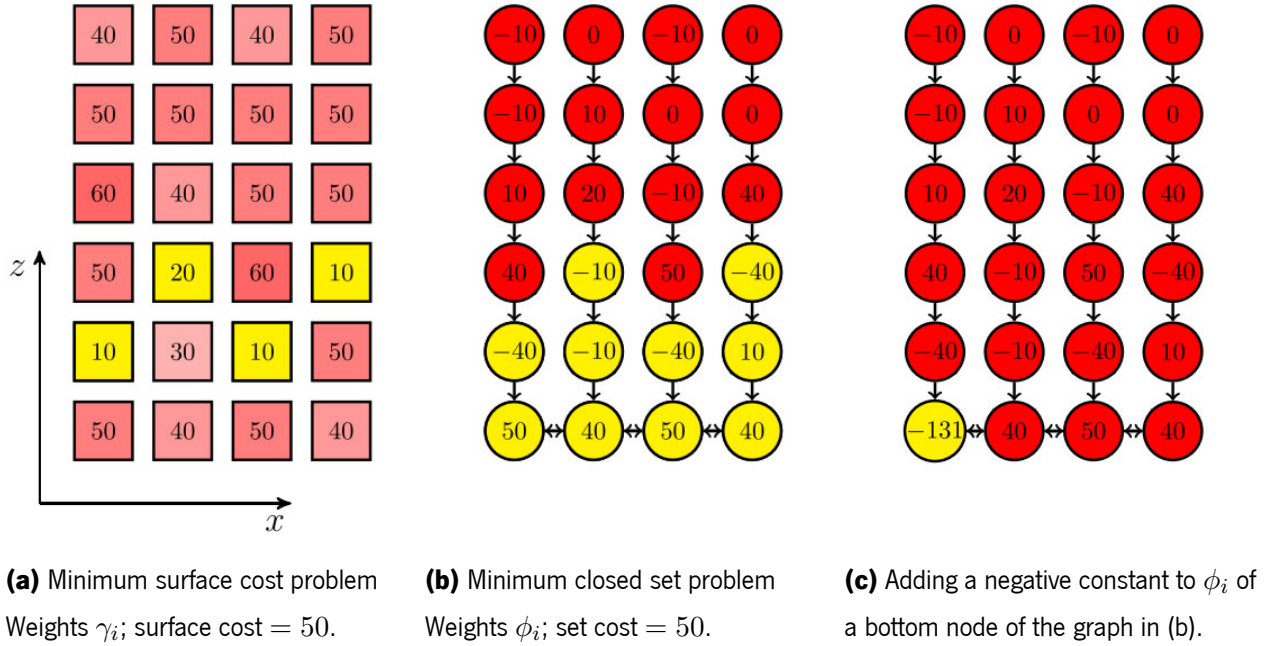 40 50 40 50
50 50 50 50
60 40 50 50
50 20 60 10
10 30 10 50
50 40 50 40
z
x
−10 0 −10 0
−10 10 0 0
10 20 −10 40
40 −10 50 −40
−40 −10 −40 10
50 40 50 40
−10 0 −10 0
−10 10 0 0
10 20 −10 40
40 −10 50 −40
−40 −10 −40 10
−131 40 50 40
(a) Minimum surface cost problem
Weights γᵢ; surface cost = 50.
(b) Minimum closed set problem
Weights ϕᵢ; set cost = 50.
(c) Adding a negative constant to ϕᵢ of
a bottom node of the graph in (b).